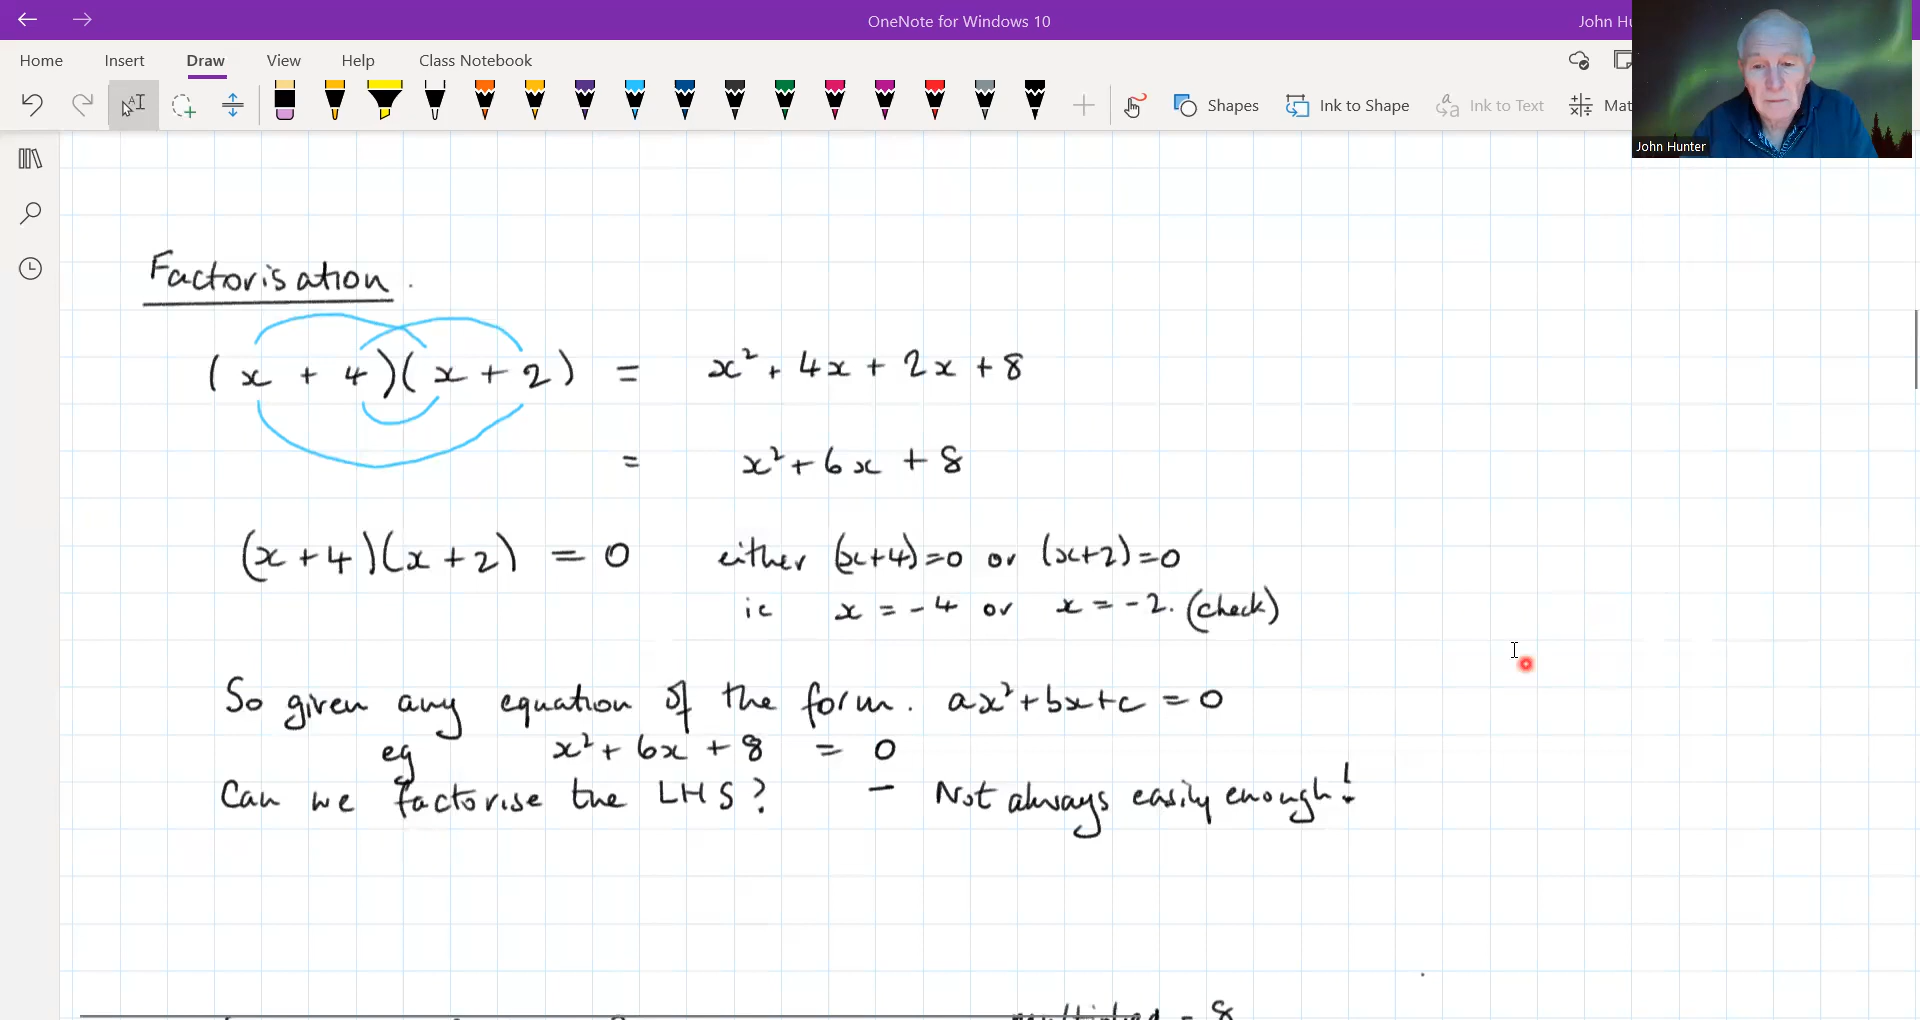 OneNote for Windows 10
John Hu
Home Insert Draw View Help Class Notebook
Shapes Ink to Shape Ink to Text Mat
John Hunter
Factorisation.
(x + 4)(x + 2) = x² + 4x + 2x + 8
= x² + 6x + 8
(x + 4)(x + 2) = 0 either (x+4)=0 or (x+2)=0
ie x = -4 or x = -2. (check)
So given any equation of the form. ax² + bx + c = 0
eg x² + 6x + 8 = 0
Can we factorise the LHS? - Not always easily enough!